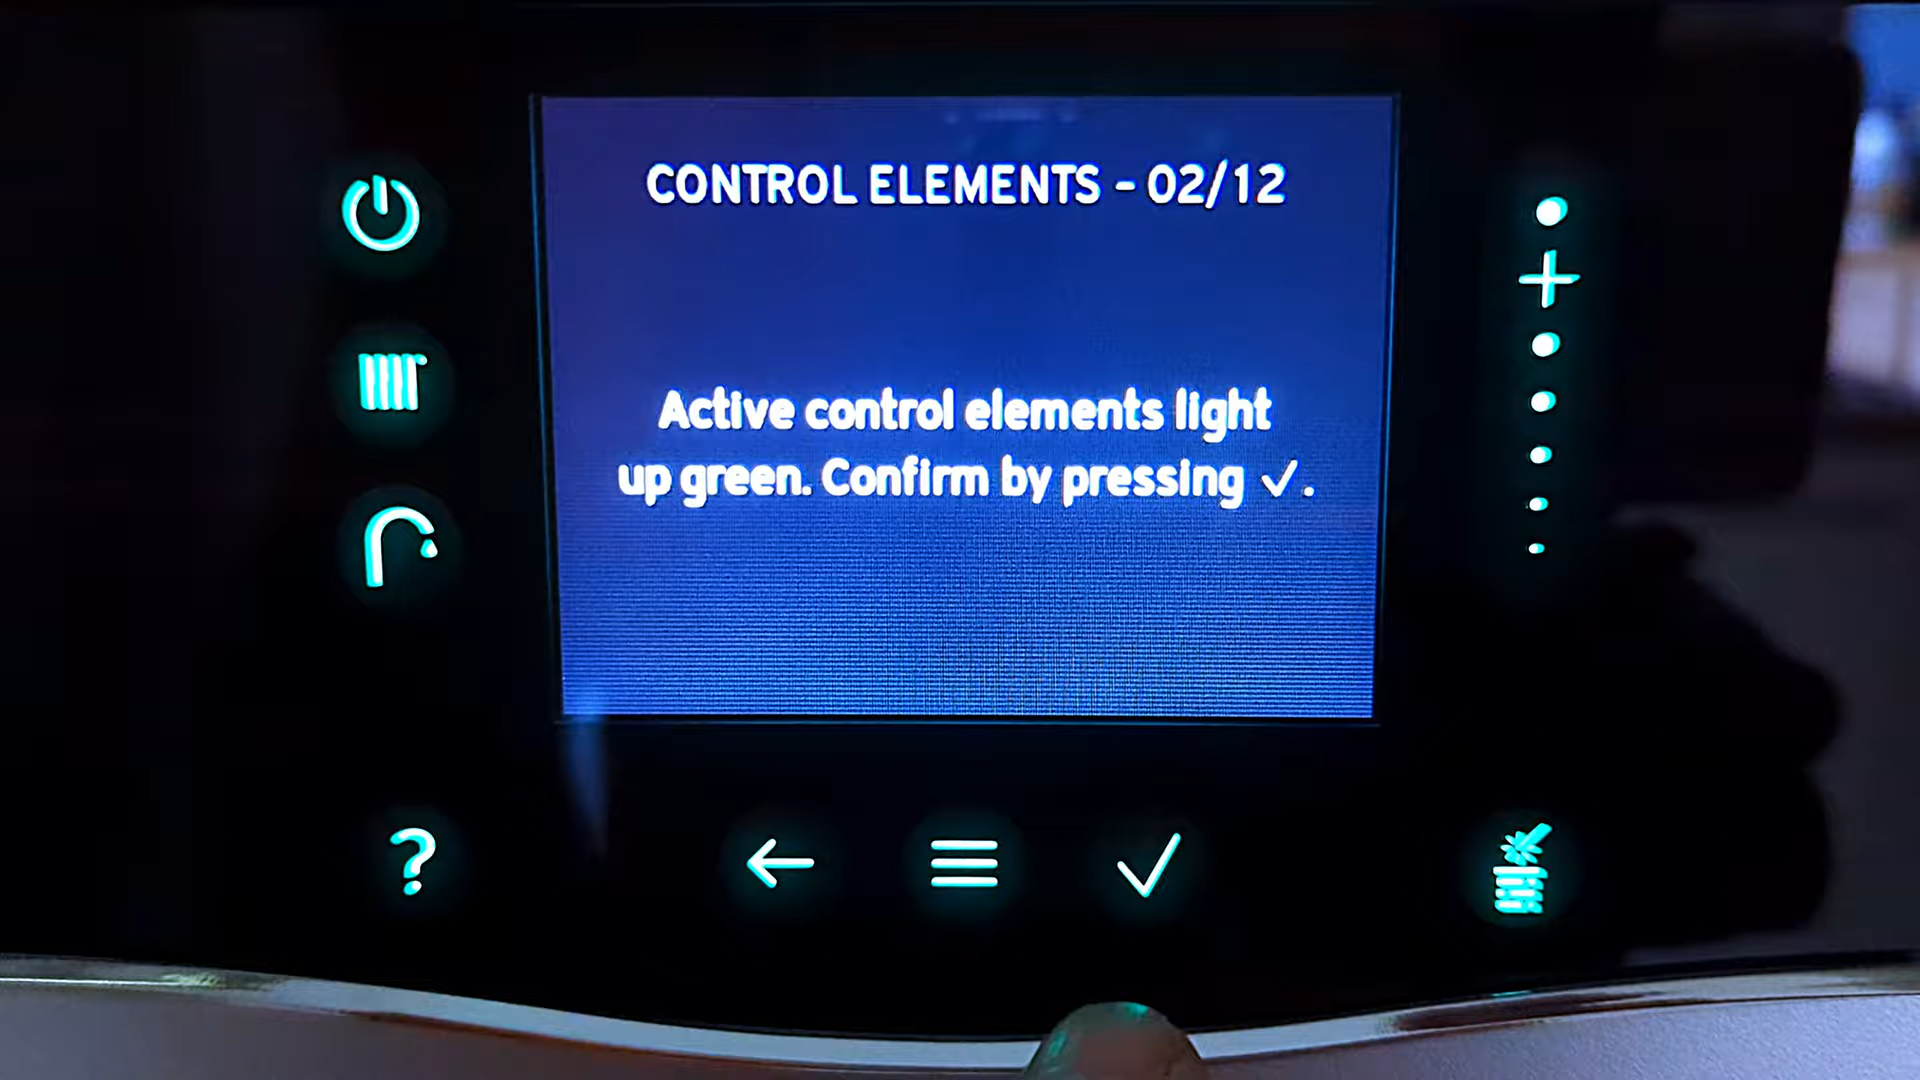 CONTROL ELEMENTS - 02/12
Active control elements light
up green. Confirm by pressing ✓.
?